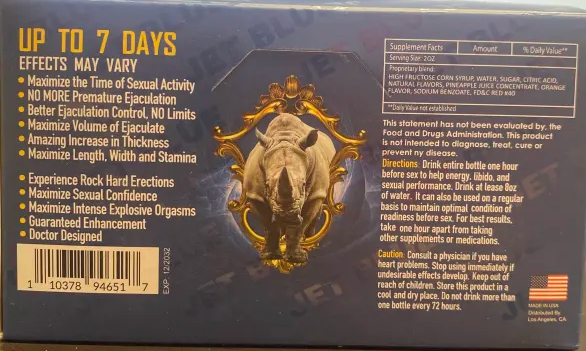 UP TO 7 DAYS
EFFECTS MAY VARY
• Maximize the Time of Sexual Activity
• NO MORE Premature Ejaculation
• Better Ejaculation Control, NO Limits
• Maximize Volume of Ejaculate
• Amazing Increase in Thickness
• Maximize Length, Width and Stamina
• Experience Rock Hard Erections
• Maximize Sexual Confidence
• Maximize Intense Explosive Orgasms
• Guaranteed Enhancement
• Doctor Designed
1 10378 94651 7
EXP. 12/2032
JET BLUE
Supplement Facts Amount % Daily Value**
Serving Size: 2OZ
Proprietary blend:
HIGH FRUCTOSE CORN SYRUP, WATER, SUGAR, CITRIC ACID,
NATURAL FLAVORS, PINEAPPLE JUICE CONCENTRATE, ORANGE
FLAVOR, SODIUM BENZOATE, FD&C RED #40
**Daily Value not established
This statement has not been evaluated by, the
Food and Drugs Administration. This product
is not intended to diagnose, treat, cure or
prevent ny disease.
Directions: Drink entire bottle one hour
before sex to help energy, libido, and
sexual performance. Drink at lease 8oz
of water. It can also be used on a regular
basis to maintain optimal condition of
readiness before sex. For best results,
take one hour apart from taking
other supplements or medications.
Caution: Consult a physician if you have
heart problems. Stop using immediately if
undesirable effects develop. Keep out of
reach of children. Store this product in a
cool and dry place. Do not drink more than
one bottle every 72 hours.
MADE IN USA
Distributed By
Los Angeles, CA.